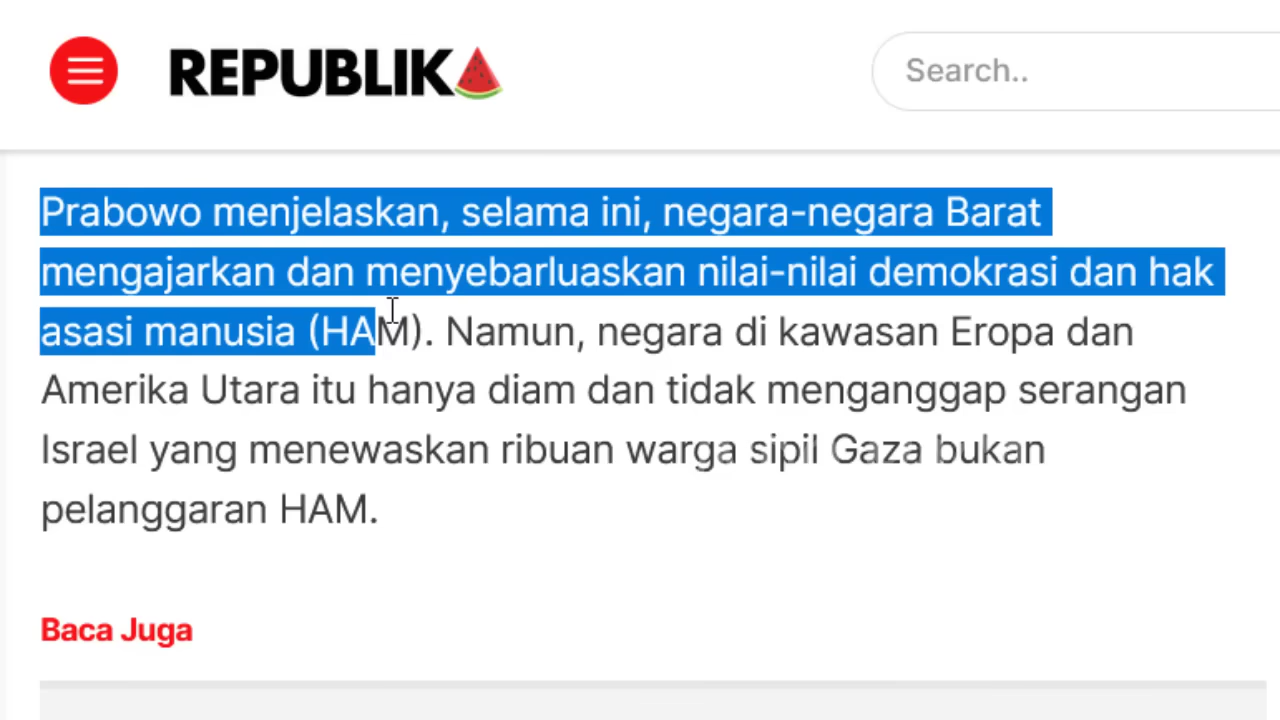 REPUBLIKA
Search..
Prabowo menjelaskan, selama ini, negara-negara Barat
mengajarkan dan menyebarluaskan nilai-nilai demokrasi dan hak
asasi manusia (HAM). Namun, negara di kawasan Eropa dan
Amerika Utara itu hanya diam dan tidak menganggap serangan
Israel yang menewaskan ribuan warga sipil Gaza bukan
pelanggaran HAM.
Baca Juga